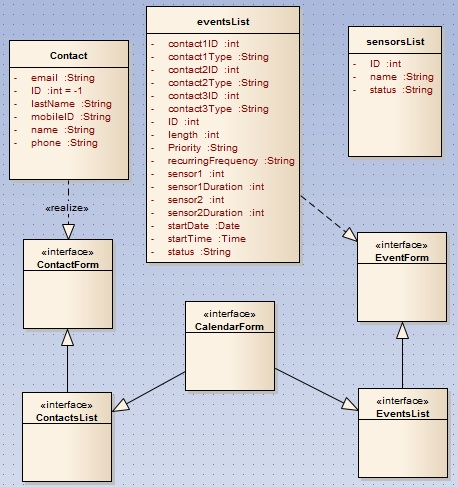 Contact
- email :String
- ID :int = -1
- lastName :String
- mobileID :String
- name :String
- phone :String
eventsList
- contact1ID :int
- contact1Type :String
- contact2ID :int
- contact2Type :String
- contact3ID :int
- contact3Type :String
- ID :int
- length :int
- Priority :String
- recurringFrequency :String
- sensor1 :int
- sensor1Duration :int
- sensor2 :int
- sensor2Duration :int
- startDate :Date
- startTime :Time
- status :String
sensorsList
- ID :int
- name :String
- status :String
«realize»
«interface»
ContactForm
«interface»
EventForm
«interface»
CalendarForm
«interface»
ContactsList
«interface»
EventsList